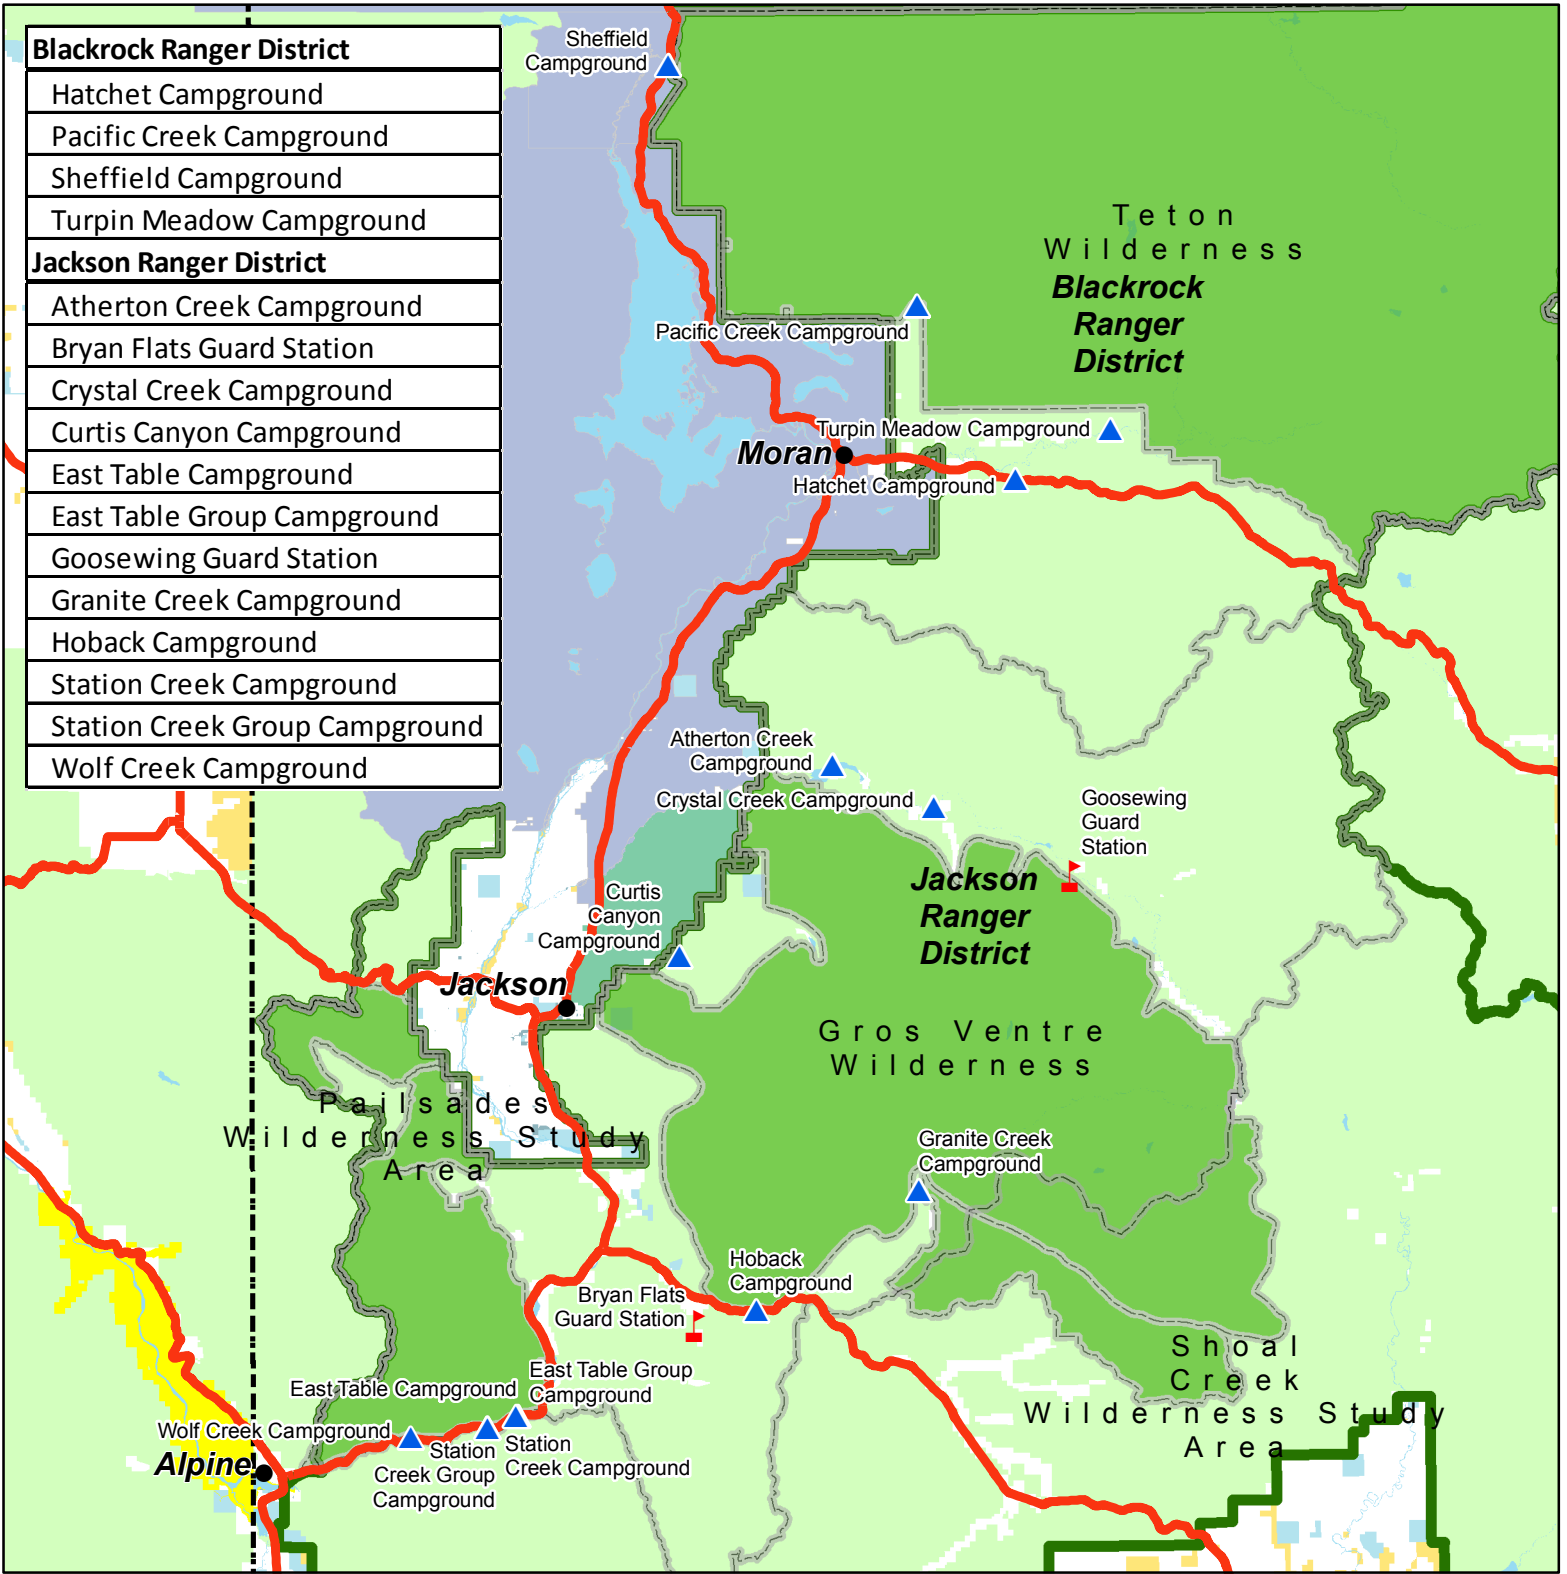 Blackrock Ranger District
Hatchet Campground
Pacific Creek Campground
Sheffield Campground
Turpin Meadow Campground
Jackson Ranger District
Atherton Creek Campground
Bryan Flats Guard Station
Crystal Creek Campground
Curtis Canyon Campground
East Table Campground
East Table Group Campground
Goosewing Guard Station
Granite Creek Campground
Hoback Campground
Station Creek Campground
Station Creek Group Campground
Wolf Creek Campground
Sheffield
Campground
Teton
Wilderness
Blackrock
Ranger
District
Pacific Creek Campground
Turpin Meadow Campground
Moran
Hatchet Campground
Atherton Creek
Campground
Crystal Creek Campground
Goosewing
Guard
Station
Jackson
Ranger
District
Curtis
Canyon
Campground
Jackson
Gros Ventre
Wilderness
Pailsades
Wilderness Study
Area
Granite Creek
Campground
Hoback
Campground
Bryan Flats
Guard Station
Shoal
Creek
Wilderness Study
Area
East Table Group
Campground
East Table Campground
Wolf Creek Campground
Station
Creek Group
Campground
Station
Creek Campground
Alpine